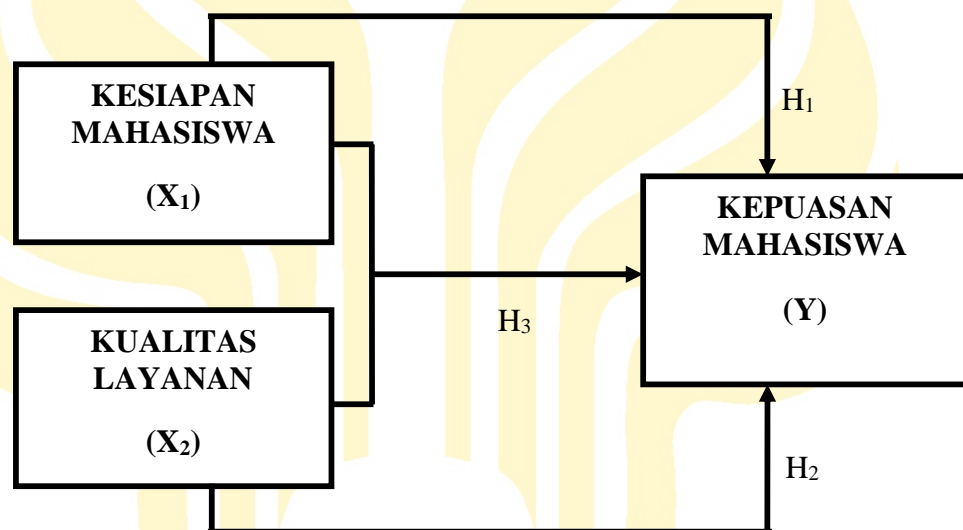 KESIAPAN
MAHASISWA
(X₁)
H₁
KEPUASAN
MAHASISWA
(Y)
H₃
KUALITAS
LAYANAN
(X₂)
H₂